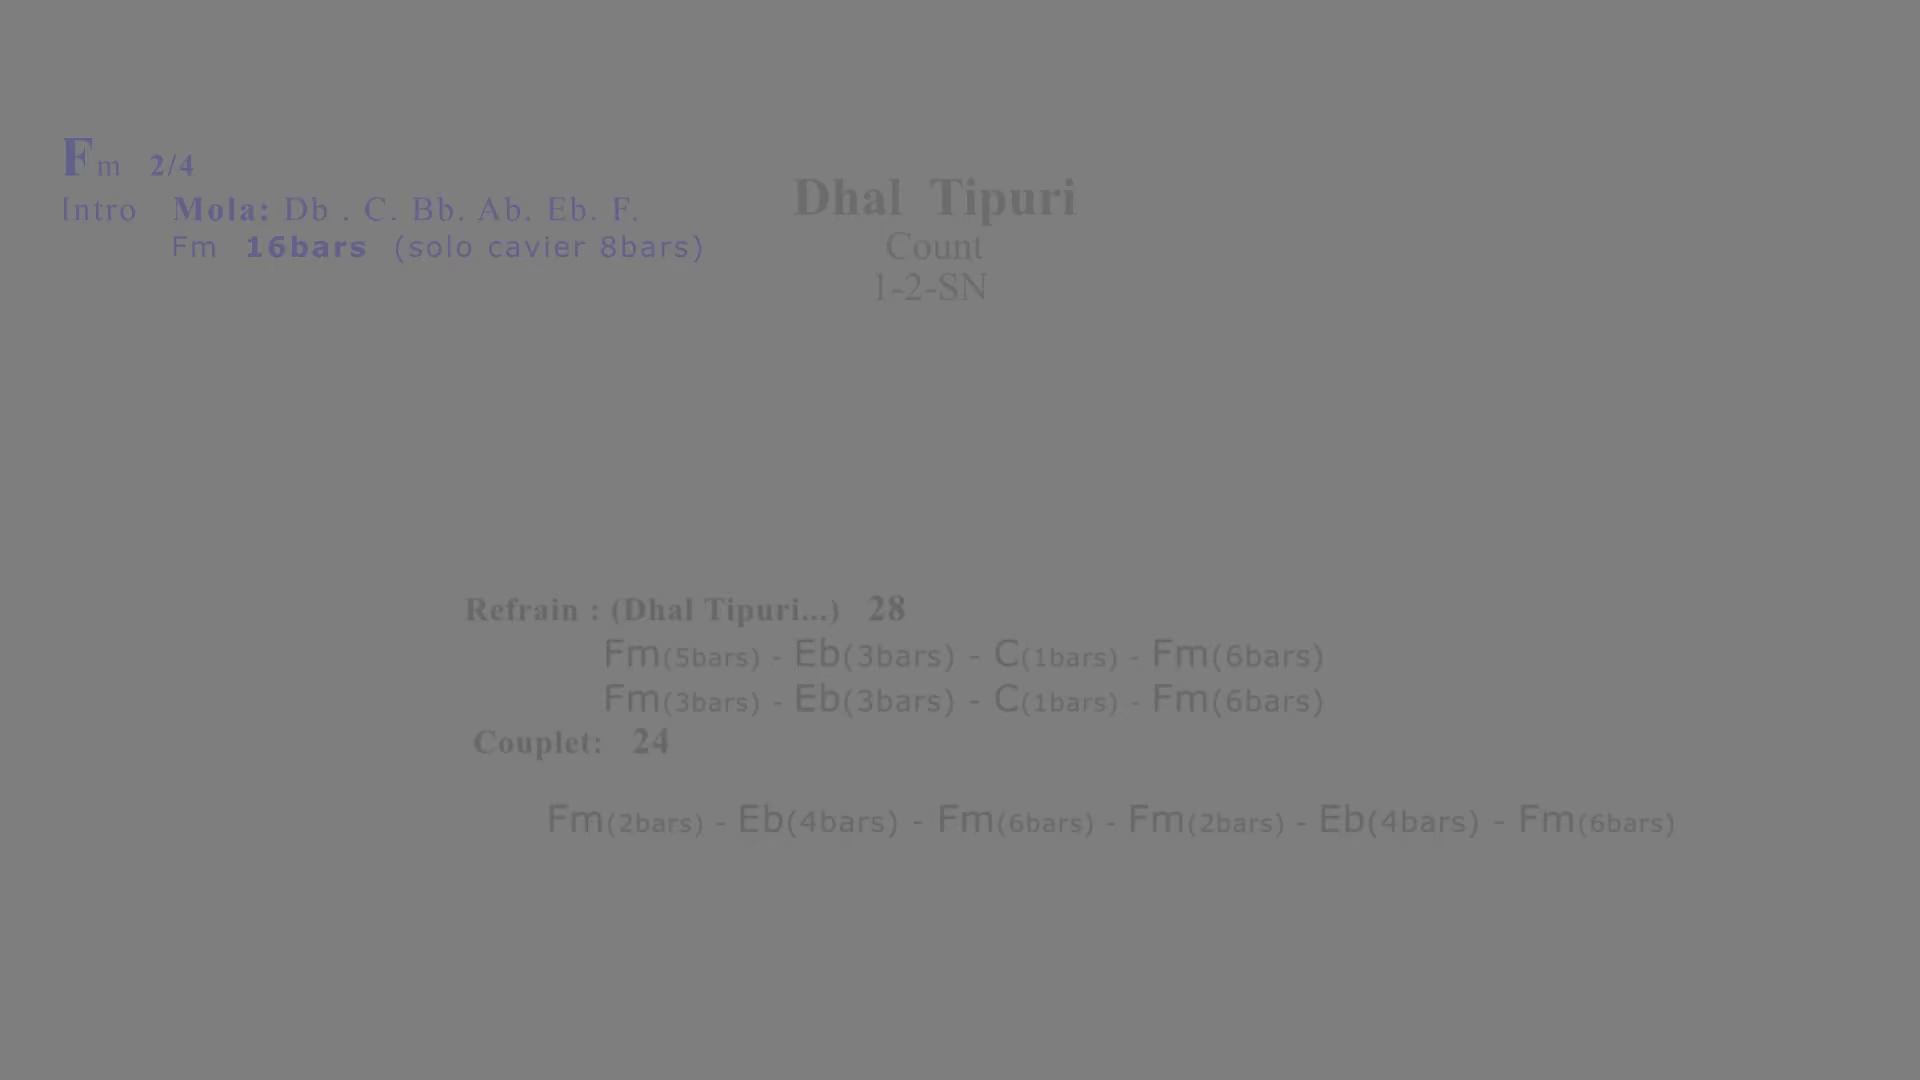 Fm 2/4
Dhal Tipuri
Intro Mola: Db . C. Bb. Ab. Eb. F.
Fm 16bars (solo cavier 8bars)
Count
1-2-SN
Refrain : (Dhal Tipuri...) 28
Fm(5bars) - Eb(3bars) - C(1bars) - Fm(6bars)
Fm(3bars) - Eb(3bars) - C(1bars) - Fm(6bars)
Couplet: 24
Fm(2bars) - Eb(4bars) - Fm(6bars) - Fm(2bars) - Eb(4bars) - Fm(6bars)